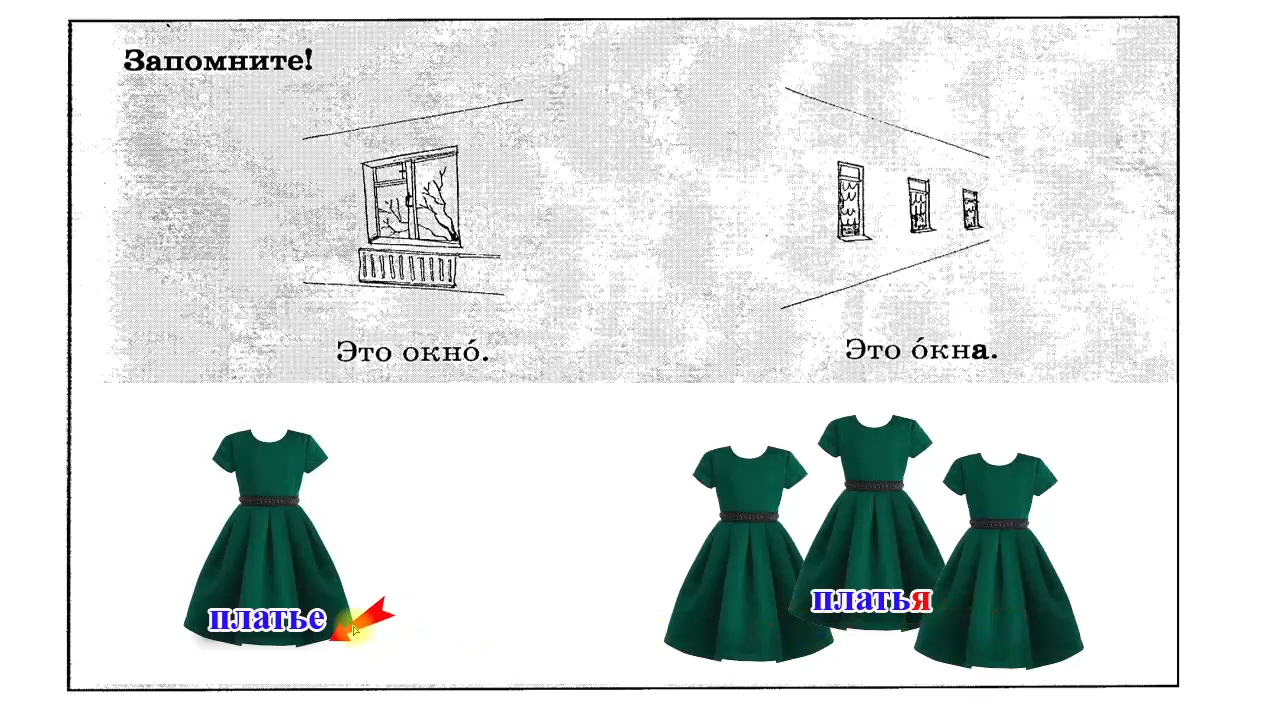 Запомните!
Это окно́.
Это о́кна.
платье
платья